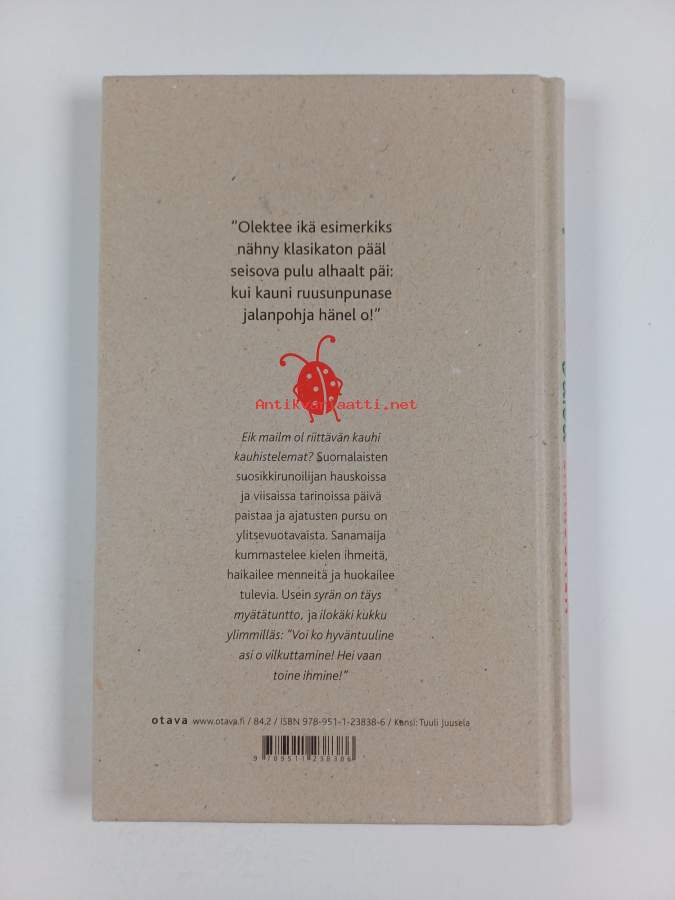 ”Olektee ikä esimerkiks
nähny klasikaton pääl
seisova pulu alhaalt päi:
kui kauni ruusunpunase
jalanpohja hänel o!”
Antikvariaatti.net
Eik mailm ol riittävän kauhi
kauhistelemat? Suomalaisten
suosikkirunoilijan hauskoissa
ja viisaissa tarinoissa päivä
paistaa ja ajatusten pursu on
ylitsevuotavaista. Sanamaija
kummastelee kielen ihmeitä,
haikailee menneitä ja huokailee
tulevia. Usein syrän on täys
myätätuntto, ja ilokäki kukku
ylimmilläs: ”Voi ko hyväntuuline
asi o vilkuttamine! Hei vaan
toine ihmine!”
otava www.otava.fi / 84.2 / ISBN 978-951-1-23838-6 / Kansi: Tuuli Juusela
9 789511 238386